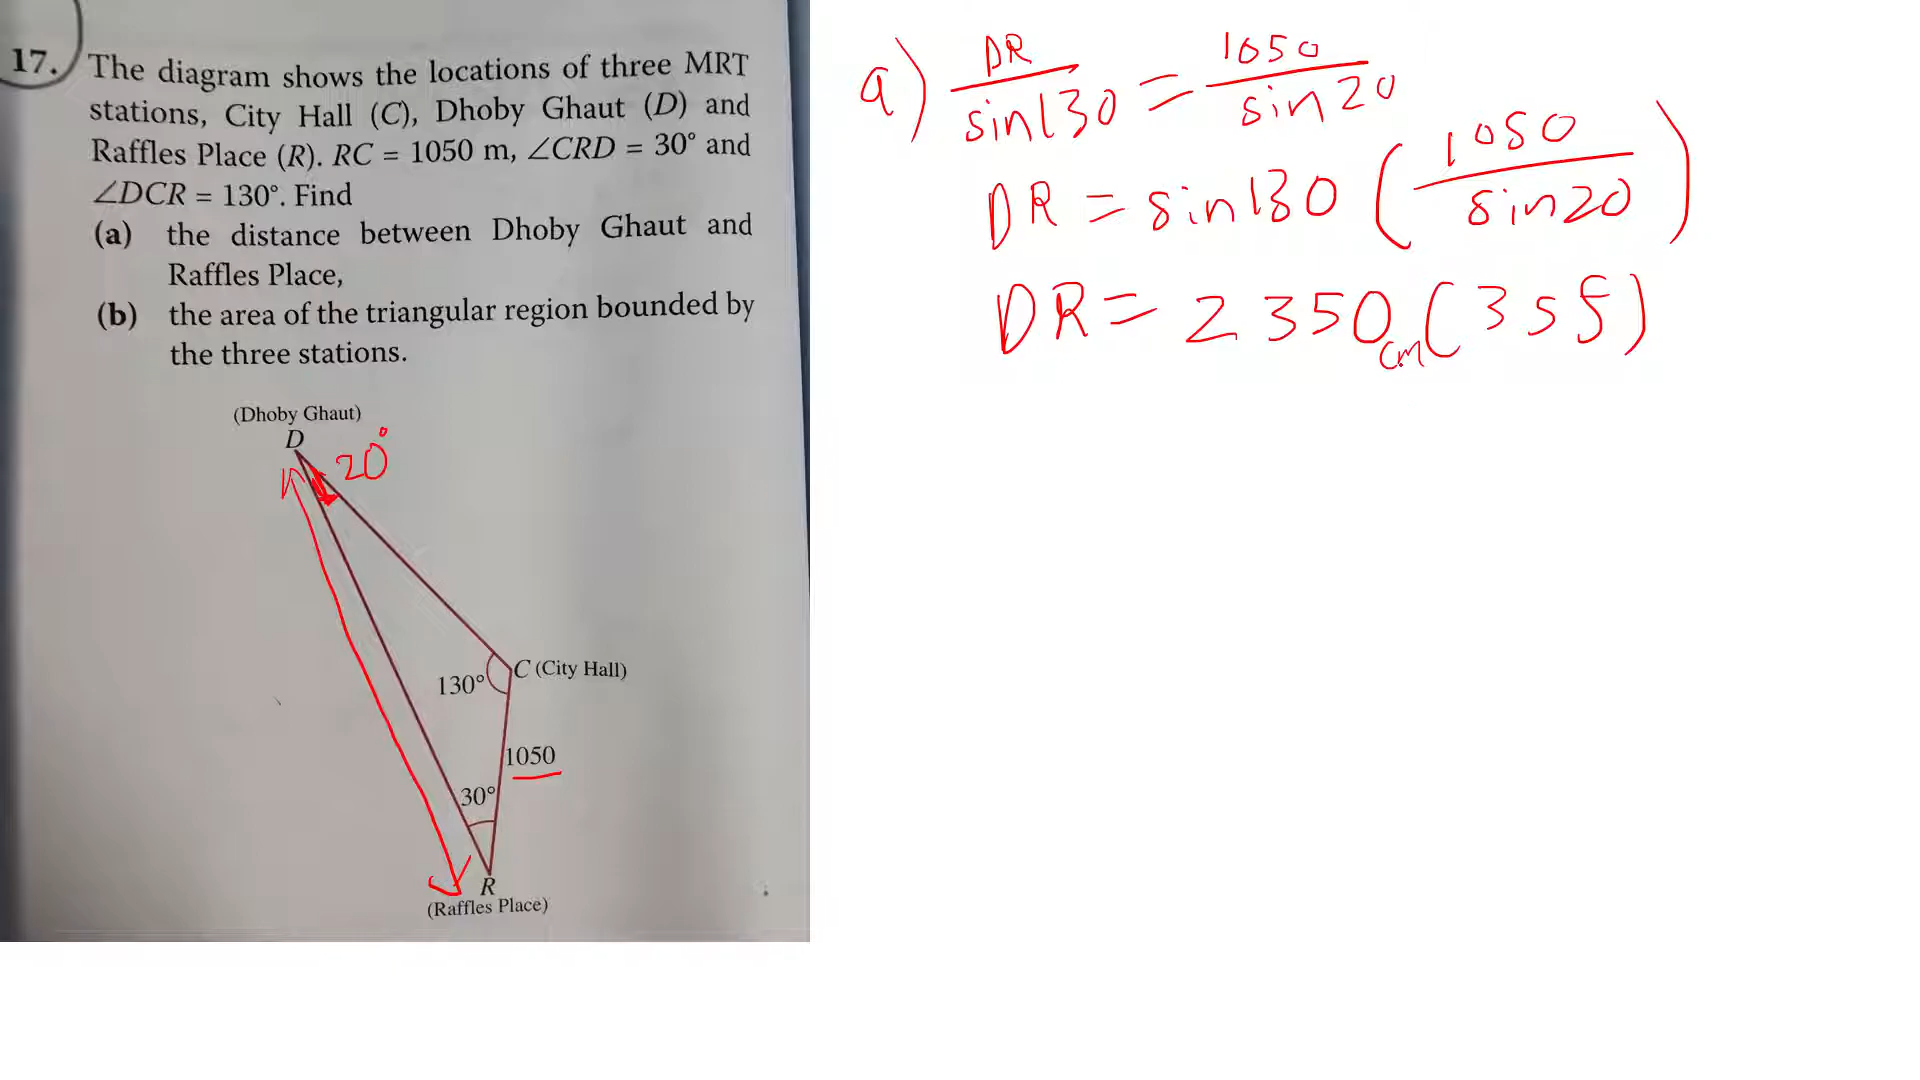 17. The diagram shows the locations of three MRT
stations, City Hall (C), Dhoby Ghaut (D) and
Raffles Place (R). RC = 1050 m, ∠CRD = 30° and
∠DCR = 130°. Find
(a) the distance between Dhoby Ghaut and
Raffles Place,
(b) the area of the triangular region bounded by
the three stations.
(Dhoby Ghaut)
D
20°
C (City Hall)
130°
1050
30°
R
(Raffles Place)
a) DR/sin130 = 1050/sin20
DR = sin130 (1050/sin20)
DR = 2350cm (3sf)